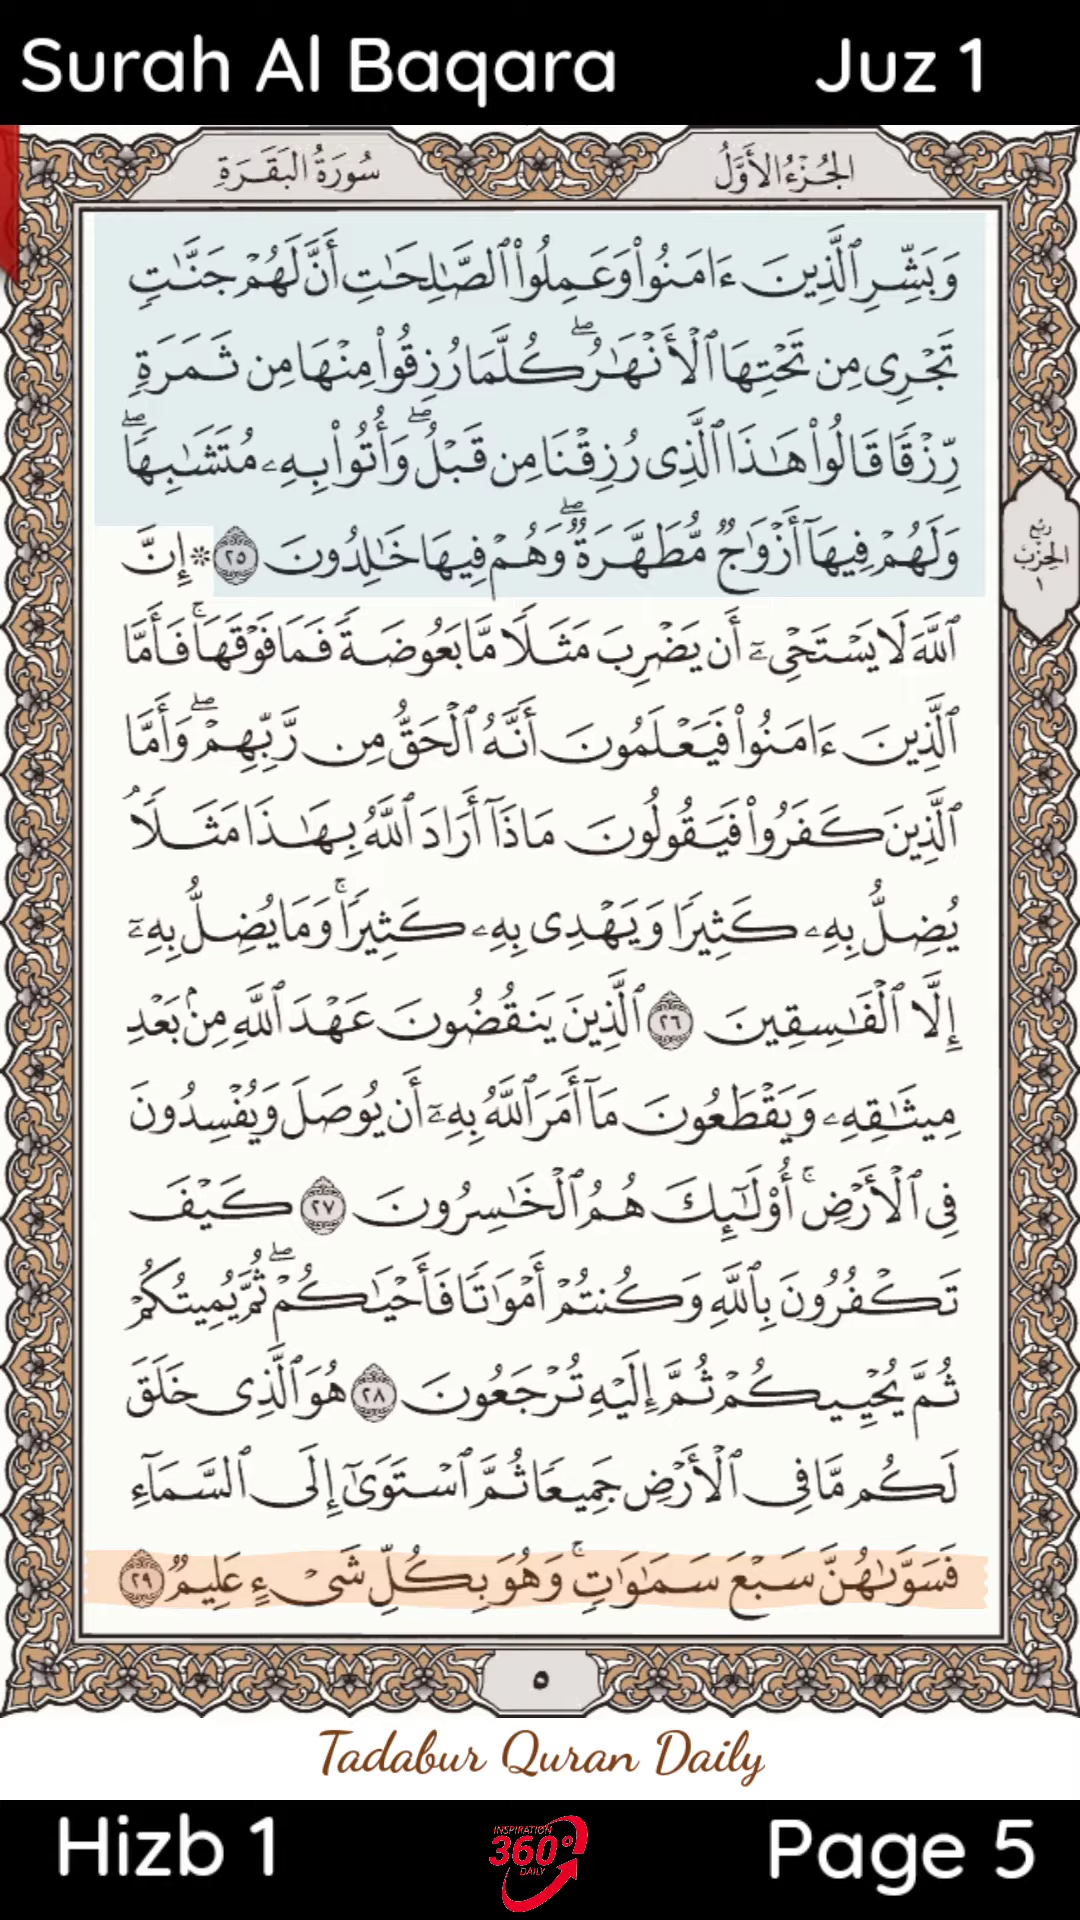 Surah Al Baqara Juz 1
الجُزْءُ الأَوَّلُ سُورَةُ البَقَرَةِ
وَبَشِّرِ ٱلَّذِينَ ءَامَنُوا۟ وَعَمِلُوا۟ ٱلصَّـٰلِحَـٰتِ أَنَّ لَهُمْ جَنَّـٰتٍ
تَجْرِى مِن تَحْتِهَا ٱلْأَنْهَـٰرُ ۖ كُلَّمَا رُزِقُوا۟ مِنْهَا مِن ثَمَرَةٍ
رِّزْقًا قَالُوا۟ هَـٰذَا ٱلَّذِى رُزِقْنَا مِن قَبْلُ ۖ وَأُتُوا۟ بِهِۦ مُتَشَـٰبِهًا ۖ
وَلَهُمْ فِيهَآ أَزْوَٰجٌ مُّطَهَّرَةٌ ۖ وَهُمْ فِيهَا خَـٰلِدُونَ ٢٥ * إِنَّ
ٱللَّهَ لَا يَسْتَحْىِۦٓ أَن يَضْرِبَ مَثَلًا مَّا بَعُوضَةً فَمَا فَوْقَهَا ۚ فَأَمَّا
ٱلَّذِينَ ءَامَنُوا۟ فَيَعْلَمُونَ أَنَّهُ ٱلْحَقُّ مِن رَّبِّهِمْ ۖ وَأَمَّا
ٱلَّذِينَ كَفَرُوا۟ فَيَقُولُونَ مَاذَآ أَرَادَ ٱللَّهُ بِهَـٰذَا مَثَلًا ۘ
يُضِلُّ بِهِۦ كَثِيرًا وَيَهْدِى بِهِۦ كَثِيرًا ۚ وَمَا يُضِلُّ بِهِۦٓ
إِلَّا ٱلْفَـٰسِقِينَ ٢٦ ٱلَّذِينَ يَنقُضُونَ عَهْدَ ٱللَّهِ مِنۢ بَعْدِ
مِيثَـٰقِهِۦ وَيَقْطَعُونَ مَآ أَمَرَ ٱللَّهُ بِهِۦٓ أَن يُوصَلَ وَيُفْسِدُونَ
فِى ٱلْأَرْضِ ۚ أُو۟لَـٰٓئِكَ هُمُ ٱلْخَـٰسِرُونَ ٢٧ كَيْفَ
تَكْفُرُونَ بِٱللَّهِ وَكُنتُمْ أَمْوَٰتًا فَأَحْيَـٰكُمْ ۖ ثُمَّ يُمِيتُكُمْ
ثُمَّ يُحْيِيكُمْ ثُمَّ إِلَيْهِ تُرْجَعُونَ ٢٨ هُوَ ٱلَّذِى خَلَقَ
لَكُم مَّا فِى ٱلْأَرْضِ جَمِيعًا ثُمَّ ٱسْتَوَىٰٓ إِلَى ٱلسَّمَآءِ
فَسَوَّىٰهُنَّ سَبْعَ سَمَـٰوَٰتٍ ۚ وَهُوَ بِكُلِّ شَىْءٍ عَلِيمٌ ٢٩
رُبْعُ
الحِزْبِ
١
٥
Tadabur Quran Daily
Hizb 1
INSPIRATION
360°
DAILY
Page 5